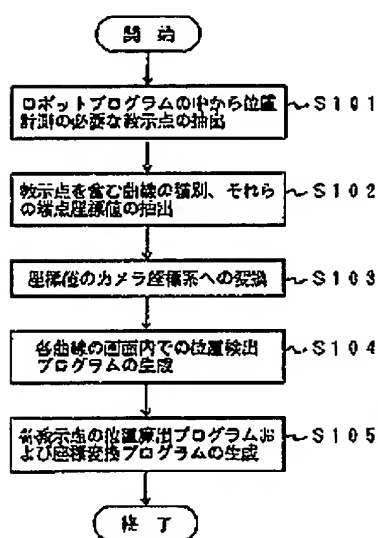 開 始
ロボットプログラムの中から位置
計測の必要な教示点の抽出
S101
教示点を含む曲線の種別、それら
の端点座標値の抽出
S102
座標値のカメラ座標系への変換
S103
各曲線の画面内での位置検出
プログラムの生成
S104
各教示点の位置算出プログラムお
よび座標変換プログラムの生成
S105
終 了